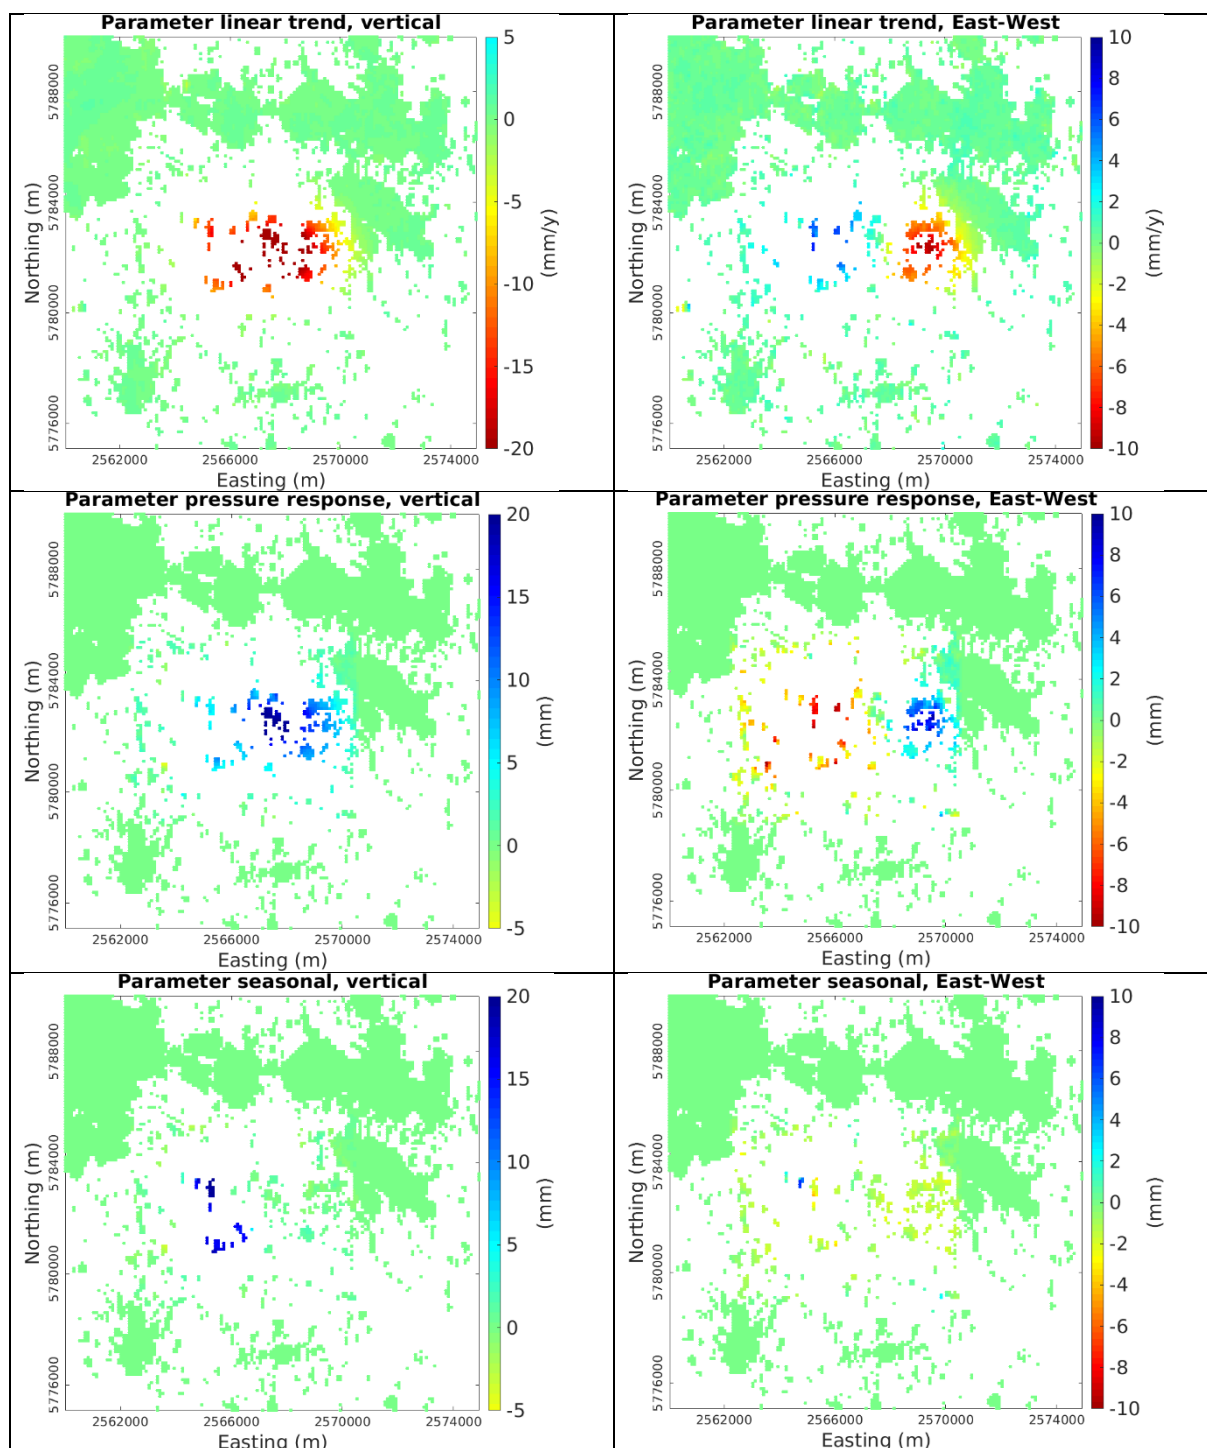 Parameter linear trend, vertical
5
0
-5
-10
-15
-20
(mm/y)
5788000
5784000
5780000
5776000
Northing (m)
2562000 2566000 2570000 2574000
Easting (m)
Parameter linear trend, East-West
10
8
6
4
2
0
-2
-4
-6
-8
-10
(mm/y)
5788000
5784000
5780000
5776000
Northing (m)
2562000 2566000 2570000 2574000
Easting (m)
Parameter pressure response, vertical
20
15
10
5
0
-5
(mm)
5788000
5784000
5780000
5776000
Northing (m)
2562000 2566000 2570000 2574000
Easting (m)
Parameter pressure response, East-West
10
8
6
4
2
0
-2
-4
-6
-8
-10
(mm)
5788000
5784000
5780000
5776000
Northing (m)
2562000 2566000 2570000 2574000
Easting (m)
Parameter seasonal, vertical
20
15
10
5
0
-5
(mm)
5788000
5784000
5780000
5776000
Northing (m)
2562000 2566000 2570000 2574000
Easting (m)
Parameter seasonal, East-West
10
8
6
4
2
0
-2
-4
-6
-8
-10
(mm)
5788000
5784000
5780000
5776000
Northing (m)
2562000 2566000 2570000 2574000
Easting (m)